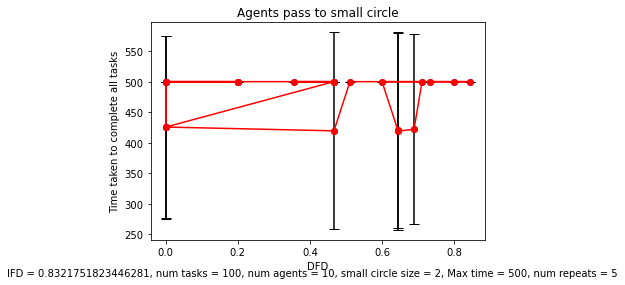 Agents pass to small circle
Time taken to complete all tasks
550
500
450
400
350
300
250
0.0 0.2 0.4 0.6 0.8
DFD
IFD = 0.8321751823446281, num tasks = 100, num agents = 10, small circle size = 2, Max time = 500, num repeats = 5